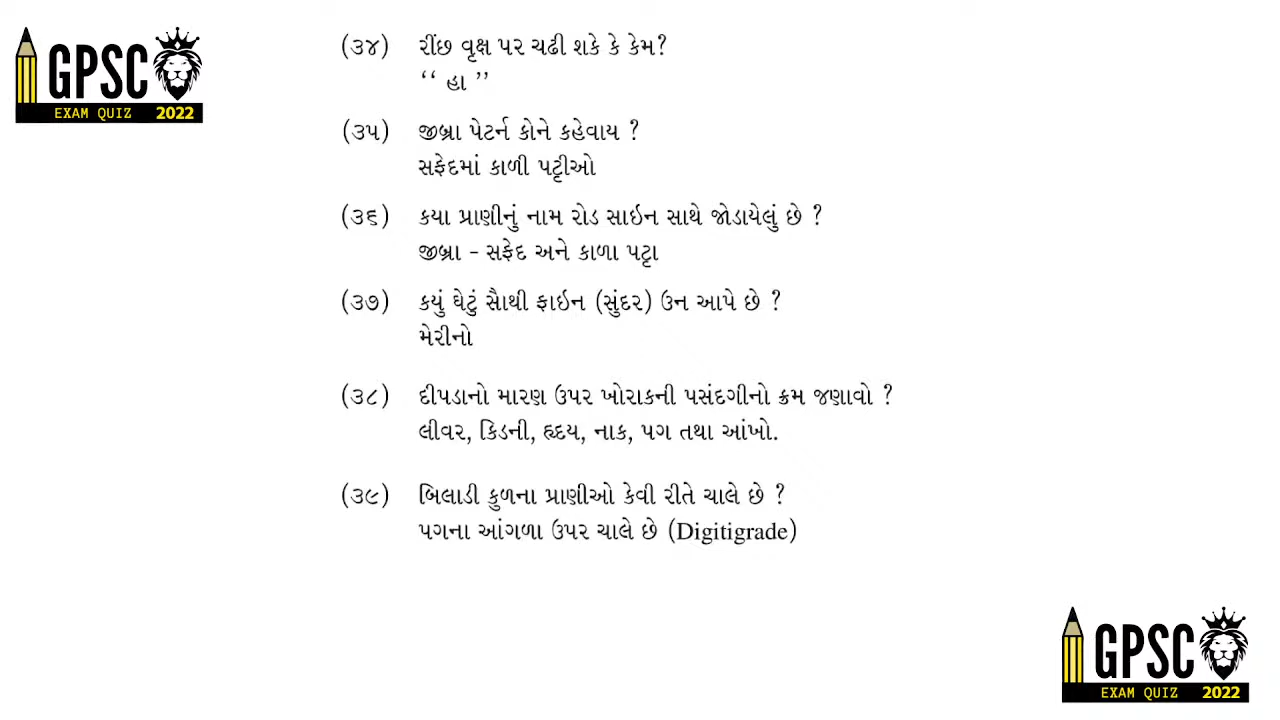 GPSC
EXAM QUIZ 2022
(૩૪) રીંછ વૃક્ષ પર ચઢી શકે કે કેમ?
‘‘ હા ’’
(૩૫) જીબ્રા પેટર્ન કોને કહેવાય ?
સફેદમાં કાળી પટ્ટીઓ
(૩૬) કયા પ્રાણીનું નામ રોડ સાઇન સાથે જોડાયેલું છે ?
જીબ્રા - સફેદ અને કાળા પટ્ટા
(૩૭) કયું ઘેટું સૌથી ફાઇન (સુંદર) ઉન આપે છે ?
મેરીનો
(૩૮) દીપડાનો મારણ ઉપર ખોરાકની પસંદગીનો ક્રમ જણાવો ?
લીવર, કિડની, હૃદય, નાક, પગ તથા આંખો.
(૩૯) બિલાડી કુળના પ્રાણીઓ કેવી રીતે ચાલે છે ?
પગના આંગળા ઉપર ચાલે છે (Digitigrade)
GPSC
EXAM QUIZ 2022